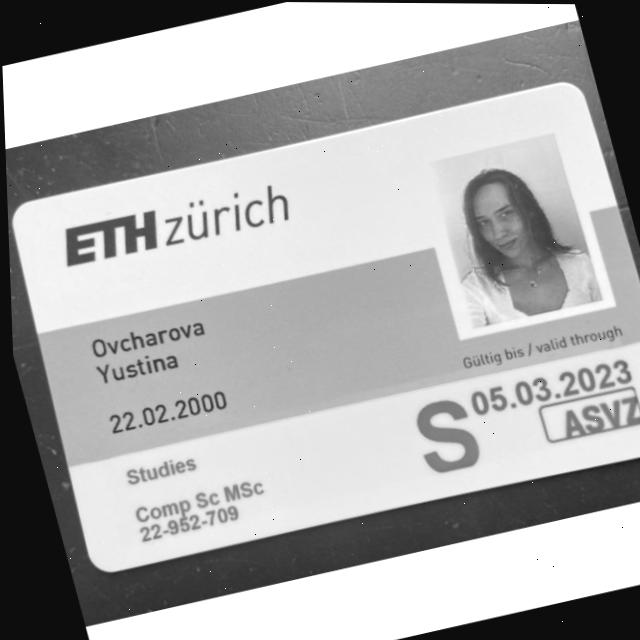 ETH zürich
Ovcharova
Yustina
22.02.2000
Gültig bis / valid through
S 05.03.2023
ASVZ
Studies
Comp Sc MSc
22-952-709